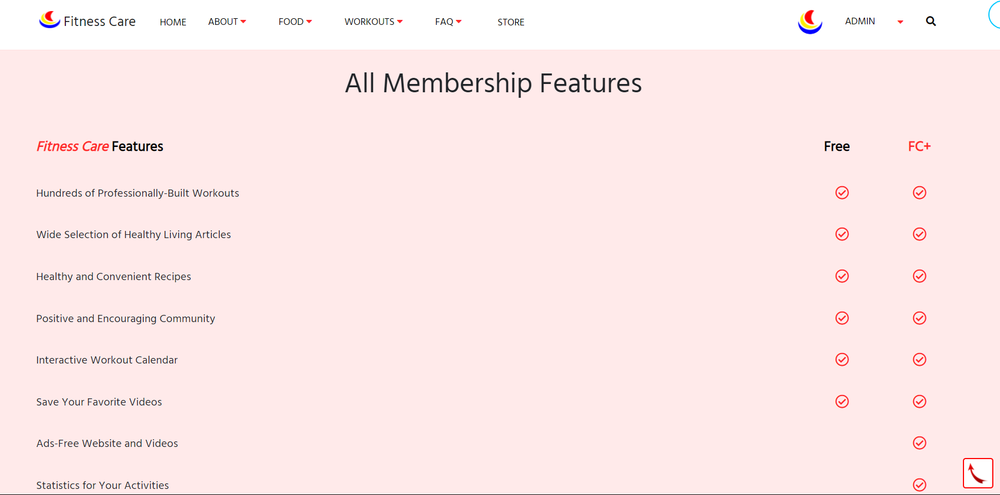 Fitness Care HOME ABOUT FOOD WORKOUTS FAQ STORE ADMIN
All Membership Features
Fitness Care Features Free FC+
Hundreds of Professionally-Built Workouts
Wide Selection of Healthy Living Articles
Healthy and Convenient Recipes
Positive and Encouraging Community
Interactive Workout Calendar
Save Your Favorite Videos
Ads-Free Website and Videos
Statistics for Your Activities